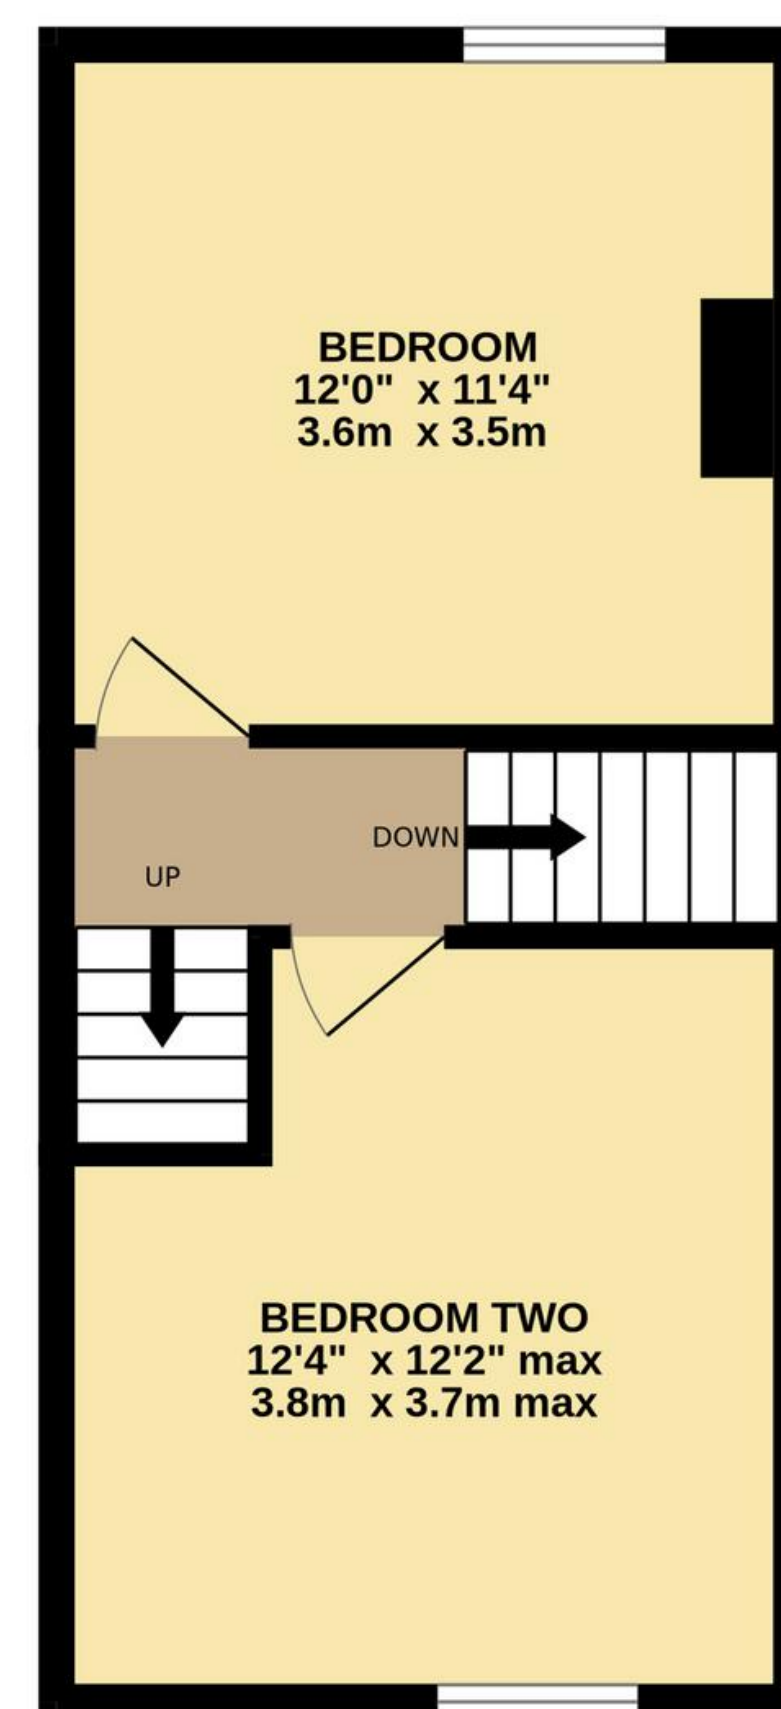 BEDROOM
12'0" x 11'4"
3.6m x 3.5m
DOWN
UP
BEDROOM TWO
12'4" x 12'2" max
3.8m x 3.7m max